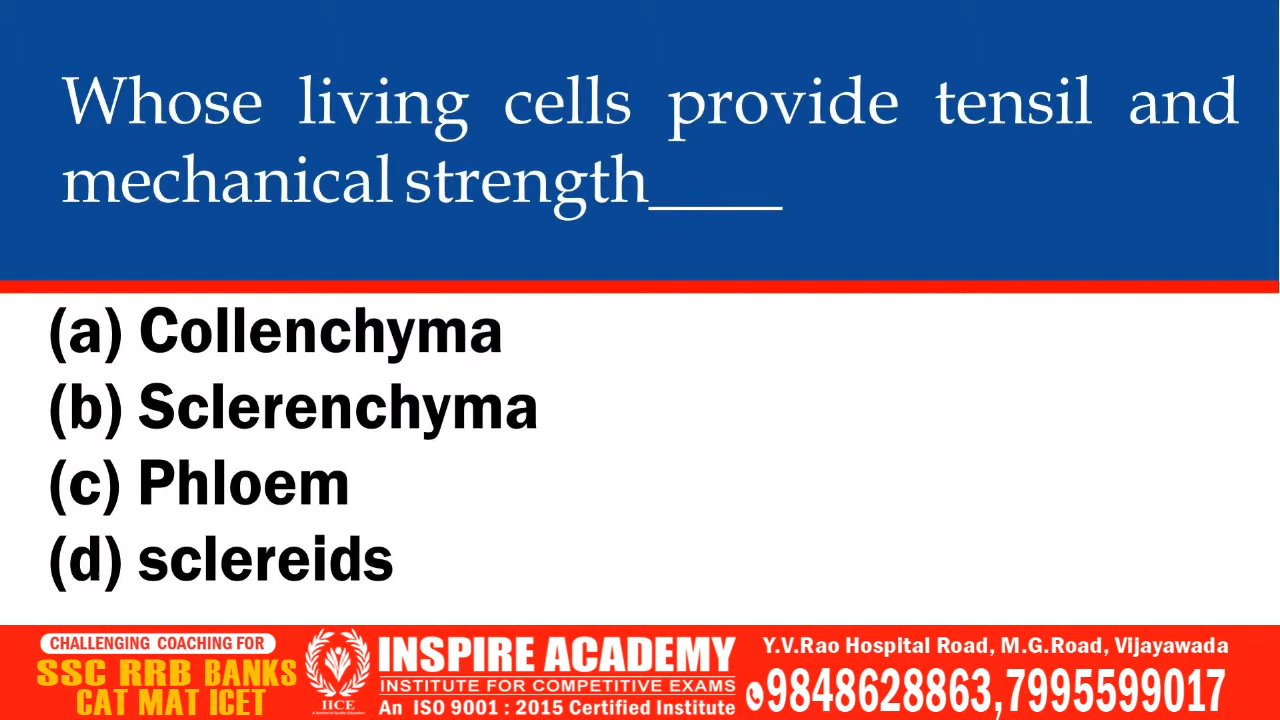 Whose living cells provide tensil and
mechanical strength____
(a) Collenchyma
(b) Sclerenchyma
(c) Phloem
(d) sclereids
CHALLENGING COACHING FOR
SSC RRB BANKS
CAT MAT ICET
IICE
INSPIRE ACADEMY
INSTITUTE FOR COMPETITIVE EXAMS
An ISO 9001 : 2015 Certified Institute
Y.V.Rao Hospital Road, M.G.Road, Vijayawada
9848628863,7995599017